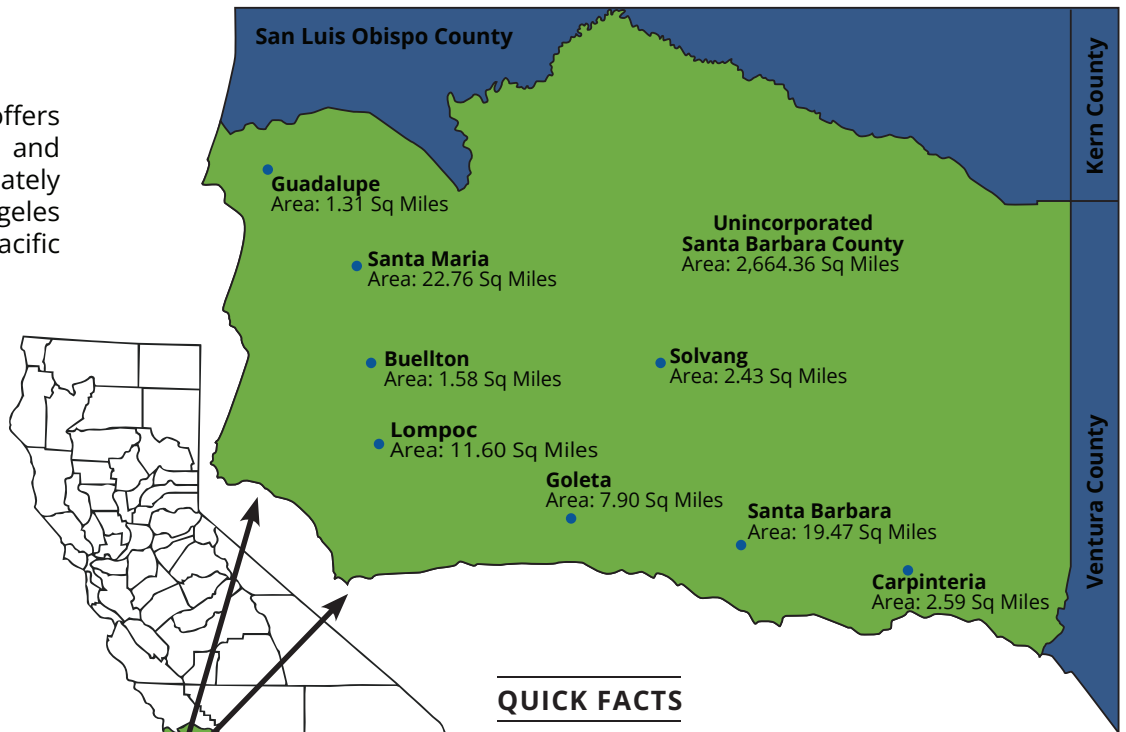 offers
and
ately
geles
acific
San Luis Obispo County
Kern County
Guadalupe
Area: 1.31 Sq Miles
Unincorporated
Santa Barbara County
Area: 2,664.36 Sq Miles
Santa Maria
Area: 22.76 Sq Miles
Buellton
Area: 1.58 Sq Miles
Solvang
Area: 2.43 Sq Miles
Lompoc
Area: 11.60 Sq Miles
Goleta
Area: 7.90 Sq Miles
Santa Barbara
Area: 19.47 Sq Miles
Carpinteria
Area: 2.59 Sq Miles
Ventura County
QUICK FACTS